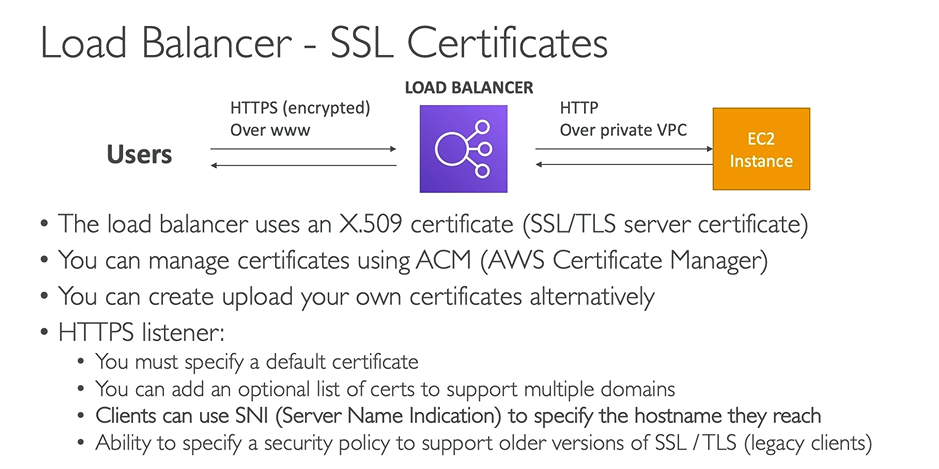 Load Balancer - SSL Certificates
LOAD BALANCER
HTTPS (encrypted)
Over www
HTTP
Over private VPC
Users
EC2
Instance
• The load balancer uses an X.509 certificate (SSL/TLS server certificate)
• You can manage certificates using ACM (AWS Certificate Manager)
• You can create upload your own certificates alternatively
• HTTPS listener:
• You must specify a default certificate
• You can add an optional list of certs to support multiple domains
• Clients can use SNI (Server Name Indication) to specify the hostname they reach
• Ability to specify a security policy to support older versions of SSL / TLS (legacy clients)